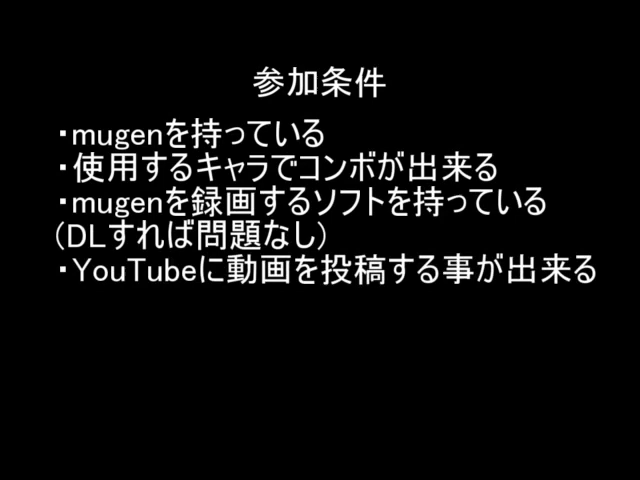 参加条件
・mugenを持っている
・使用するキャラでコンボが出来る
・mugenを録画するソフトを持っている
(DLすれば問題なし)
・YouTubeに動画を投稿する事が出来る